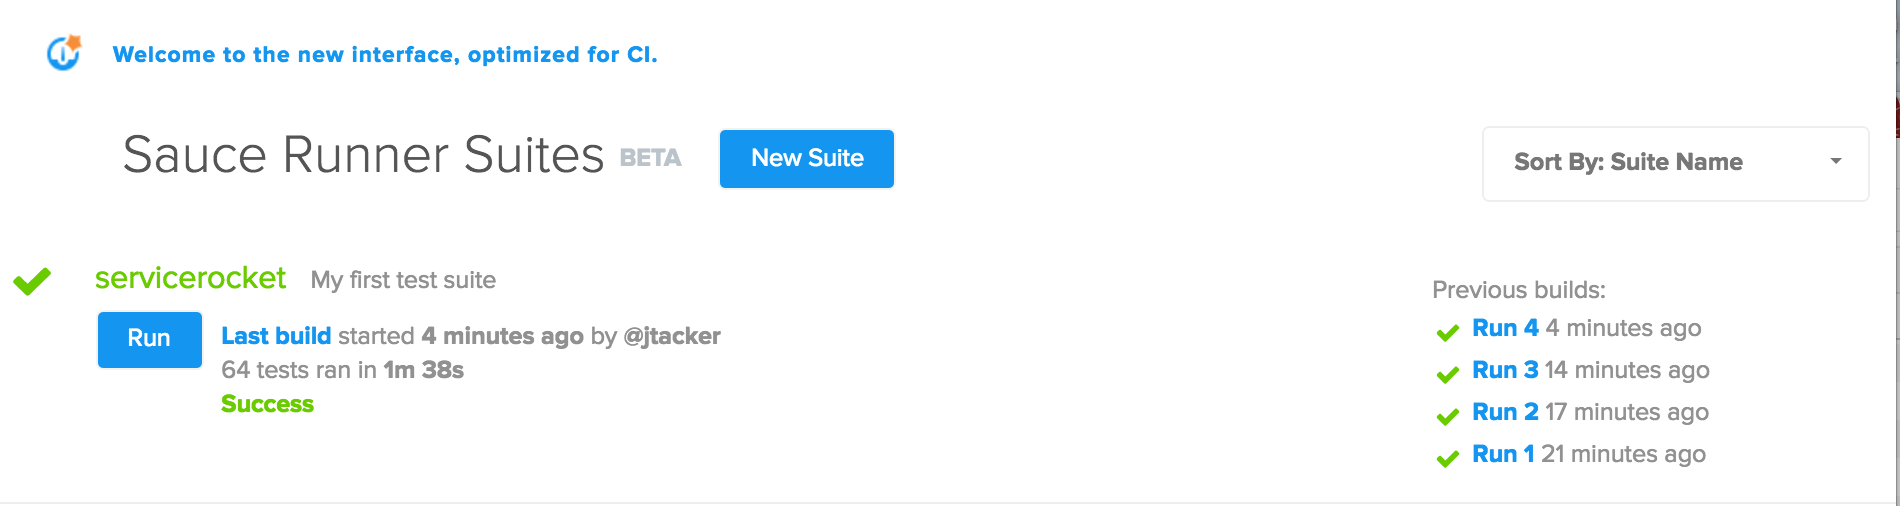 Welcome to the new interface, optimized for CI.
Sauce Runner Suites BETA
New Suite
Sort By: Suite Name
servicerocket My first test suite
Run
Last build started 4 minutes ago by @jtacker
64 tests ran in 1m 38s
Success
Previous builds:
Run 4 4 minutes ago
Run 3 14 minutes ago
Run 2 17 minutes ago
Run 1 21 minutes ago